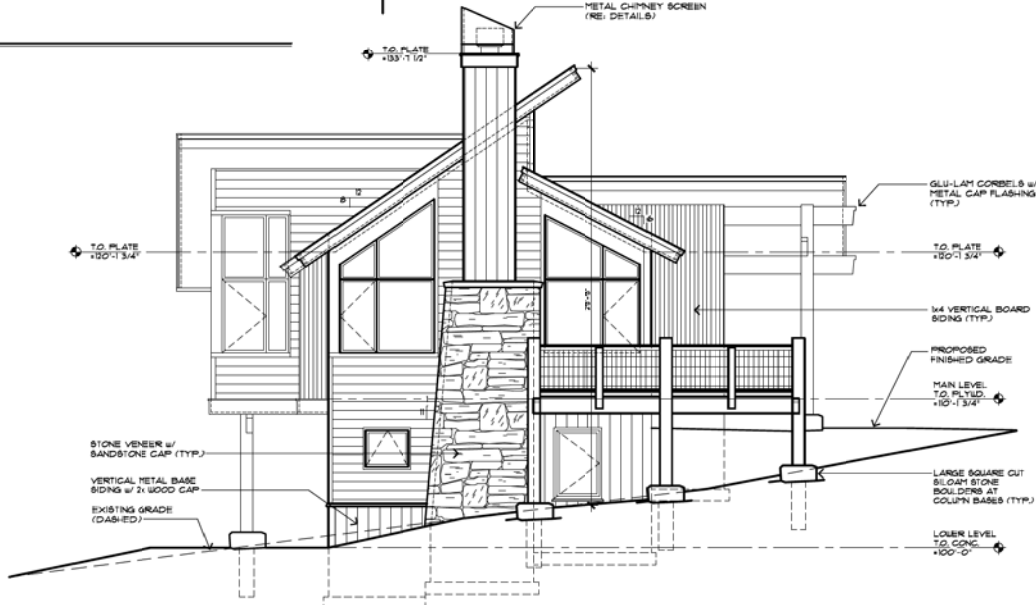 METAL CHIMNEY SCREEN
(RE: DETAILS)
T.O. PLATE
+133'-7 1/2"
GLU-LAM CORBELS w/
METAL CAP FLASHING
(TYP.)
12
8
12
6
T.O. PLATE
+120'-1 3/4"
T.O. PLATE
+120'-1 3/4"
1x4 VERTICAL BOARD
SIDING (TYP.)
PROPOSED
FINISHED GRADE
MAIN LEVEL
T.O. PLYWD.
+110'-1 3/4"
STONE VENEER w/
SANDSTONE CAP (TYP.)
VERTICAL METAL BASE
SIDING w/ 2x WOOD CAP
EXISTING GRADE
(DASHED)
LARGE SQUARE CUT
SILOAM STONE
BOULDERS AT
COLUMN BASES (TYP.)
LOWER LEVEL
T.O. CONC.
+100'-0"